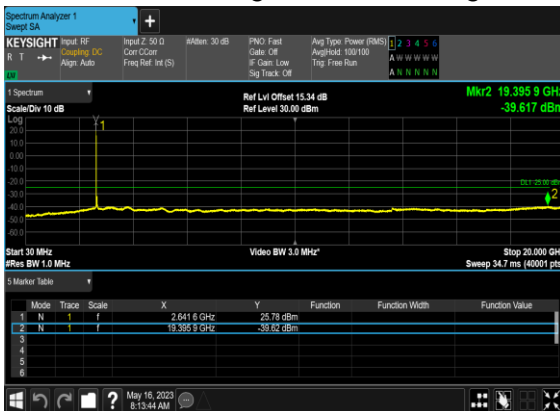 Spectrum Analyzer 1
Swept SA
KEYSIGHT Input: RF Input Z: 50 Ω #Atten: 30 dB PNO: Fast Avg Type: Power (RMS) 1 2 3 4 5 6
R T Coupling: DC Corr CCorr Gate: Off Avg|Hold: 100/100 A W W W W W
Align: Auto Freq Ref: Int (S) IF Gain: Low Trig: Free Run
Sig Track: Off A N N N N N
LV
1 Spectrum Ref Lvl Offset 15.34 dB Mkr2 19.395 9 GHz
Scale/Div 10 dB Ref Level 30.00 dBm -39.617 dBm
Log
20.0
1
10.0
0.00
-10.0
-20.0
DL1 -25.00 dBm
-30.0
2
-40.0
-50.0
-60.0
Start 30 MHz Video BW 3.0 MHz* Stop 20.000 GHz
#Res BW 1.0 MHz Sweep 34.7 ms (40001 pts)
5 Marker Table
Mode Trace Scale X Y Function Function Width Function Value
1 N 1 f 2.641 6 GHz 25.78 dBm
2 N 1 f 19.395 9 GHz -39.62 dBm
3
4
5
6
? May 16, 2023
8:13:44 AM